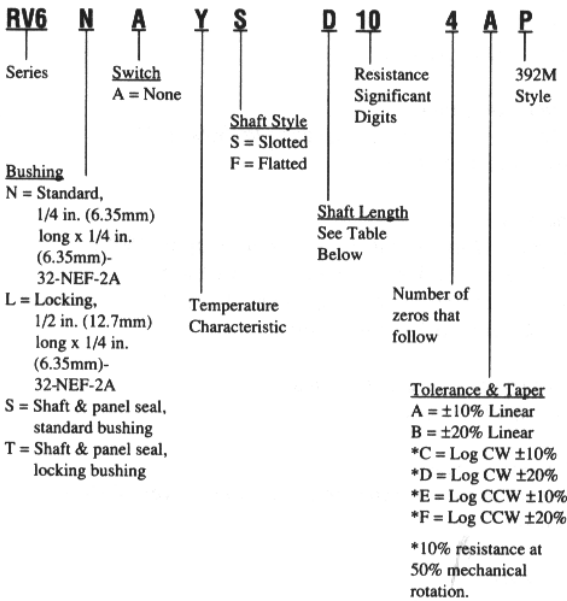 RV6 N A Y S D 10 4 A P
Series
Switch
A = None
Resistance
Significant
Digits
392M
Style
Shaft Style
S = Slotted
F = Flatted
Bushing
N = Standard,
1/4 in. (6.35mm)
long x 1/4 in.
(6.35mm)-
32-NEF-2A
L = Locking,
1/2 in. (12.7mm)
long x 1/4 in.
(6.35mm)-
32-NEF-2A
S = Shaft & panel seal,
standard bushing
T = Shaft & panel seal,
locking bushing
Shaft Length
See Table
Below
Temperature
Characteristic
Number of
zeros that
follow
Tolerance & Taper
A = ±10% Linear
B = ±20% Linear
*C = Log CW ±10%
*D = Log CW ±20%
*E = Log CCW ±10%
*F = Log CCW ±20%
*10% resistance at
50% mechanical
rotation.